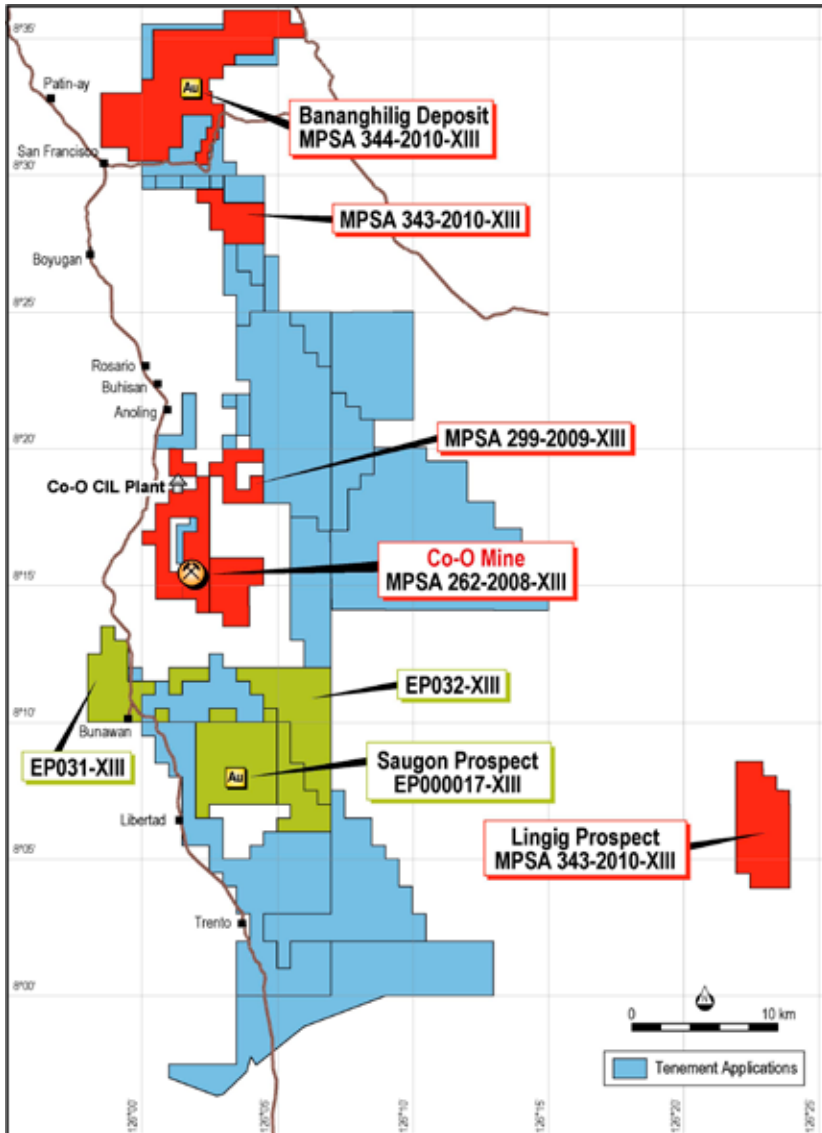 8°35'
Patin-ay
Au
Bananghilig Deposit
MPSA 344-2010-XIII
San Francisco
8°30'
MPSA 343-2010-XIII
Boyugan
8°25'
Rosario
Buhisan
Anoling
8°20'
MPSA 299-2009-XIII
Co-O CIL Plant
Co-O Mine
MPSA 262-2008-XIII
8°15'
EP032-XIII
8°10'
Bunawan
EP031-XIII
Saugon Prospect
EP000017-XIII
Au
Libertad
Lingig Prospect
MPSA 343-2010-XIII
8°05'
Trento
8°00'
0 10 km
Tenement Applications
126°00'
126°05'
126°10'
126°15'
126°20'
126°25'